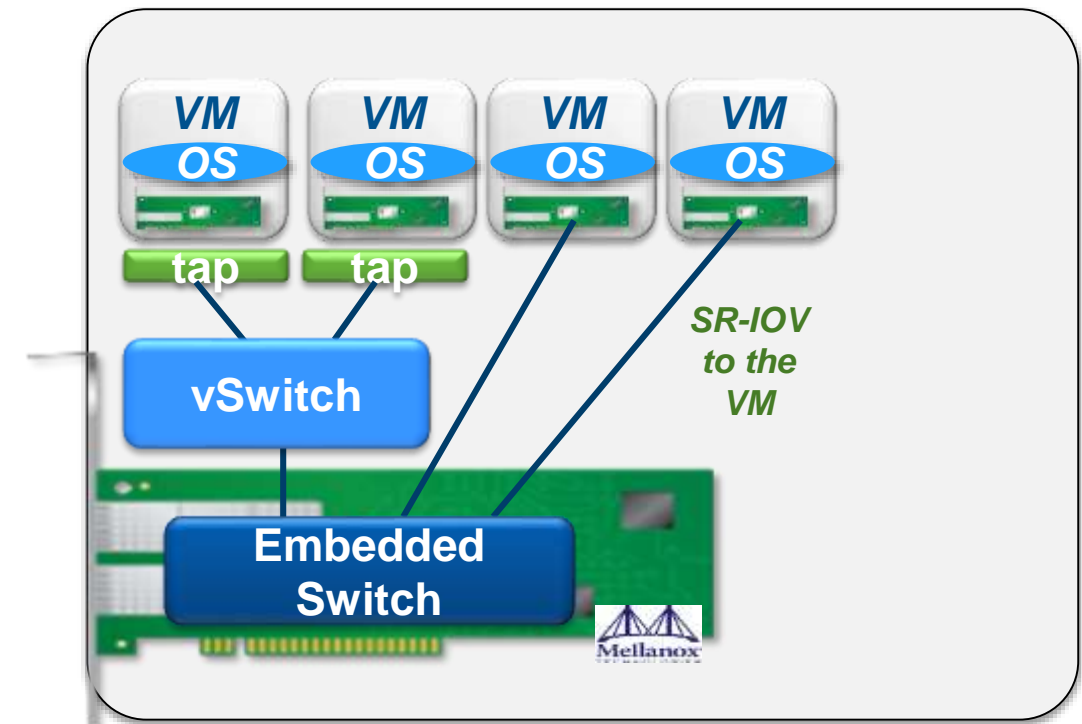 VM VM VM VM
OS OS OS OS
tap tap
SR-IOV
to the
VM
vSwitch
Embedded
Switch
Mellanox
TECHNOLOGIES